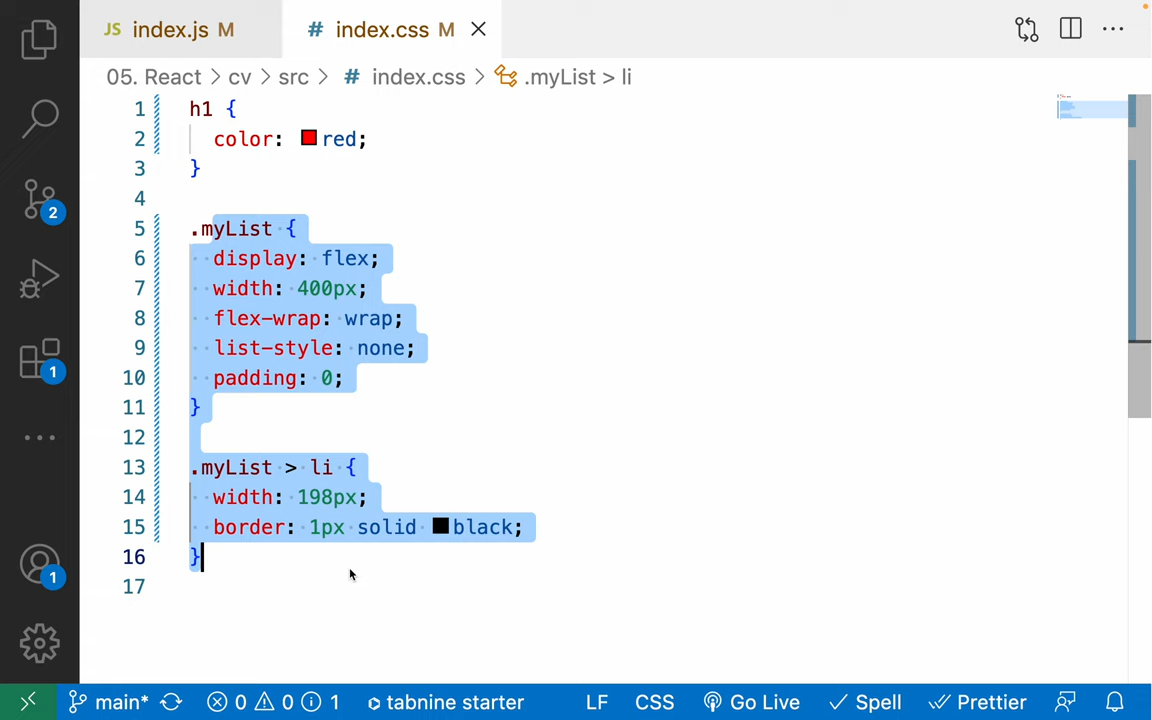 JS index.js M # index.css M
05. React > cv > src > # index.css > .myList > li
1 h1 {
2 color: red;
3 }
4
5 .myList {
6 display: flex;
7 width: 400px;
8 flex-wrap: wrap;
9 list-style: none;
10 padding: 0;
11 }
12
13 .myList > li {
14 width: 198px;
15 border: 1px solid black;
16 }
17
2
1
1
main* 0 0 1 tabnine starter LF CSS Go Live Spell Prettier